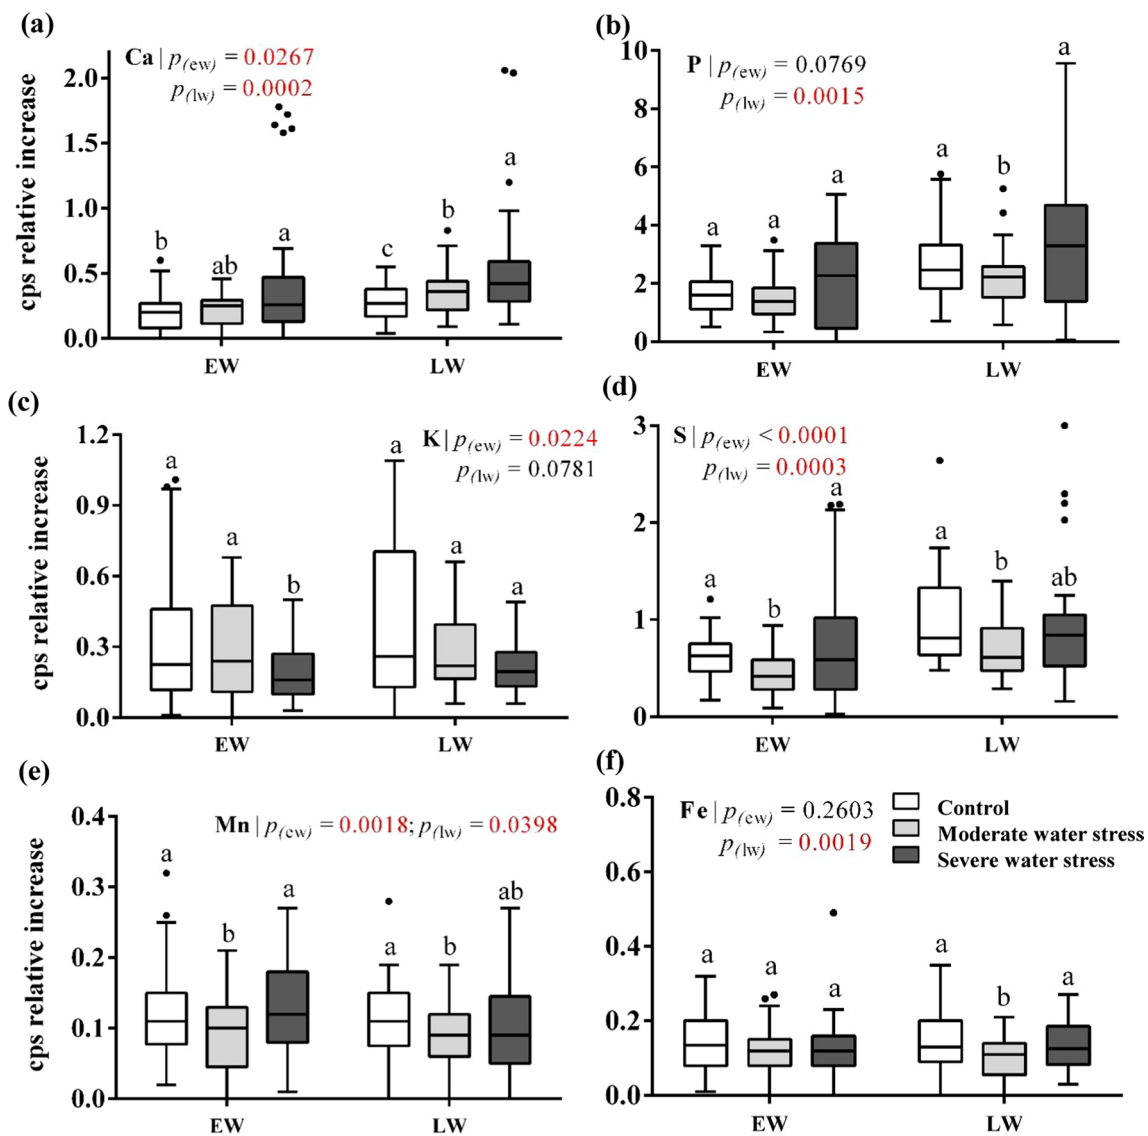 (a)
Ca | p(ew) = 0.0267
p(lw) = 0.0002
cps relative increase
2.0
1.5
1.0
0.5
0.0
b
ab
a
c
b
a
EW
LW
(b)
P | p(ew) = 0.0769
p(lw) = 0.0015
10
8
6
4
2
0
a
a
a
a
b
a
EW
LW
(c)
K | p(ew) = 0.0224
p(lw) = 0.0781
cps relative increase
1.2
0.9
0.6
0.3
0.0
a
a
b
a
a
a
EW
LW
(d)
S | p(ew) < 0.0001
p(lw) = 0.0003
3
2
1
0
a
b
a
a
b
ab
EW
LW
(e)
Mn | p(ew) = 0.0018; p(lw) = 0.0398
cps relative increase
0.4
0.3
0.2
0.1
0.0
a
b
a
a
b
ab
EW
LW
(f)
Fe | p(ew) = 0.2603
p(lw) = 0.0019
Control
Moderate water stress
Severe water stress
0.8
0.6
0.4
0.2
0.0
a
a
a
a
b
a
EW
LW